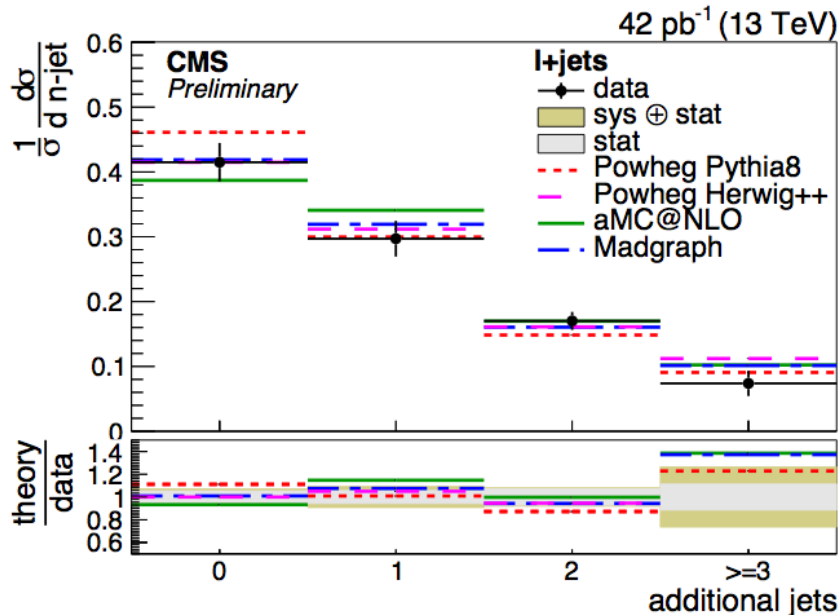 42 pb⁻¹ (13 TeV)
CMS
Preliminary
l+jets
data
sys ⊕ stat
stat
Powheg Pythia8
Powheg Herwig++
aMC@NLO
Madgraph
1/σ dσ/d n-jet
0.6
0.5
0.4
0.3
0.2
0.1
0
theory/data
1.4
1.2
1
0.8
0.6
0 1 2 >=3
additional jets